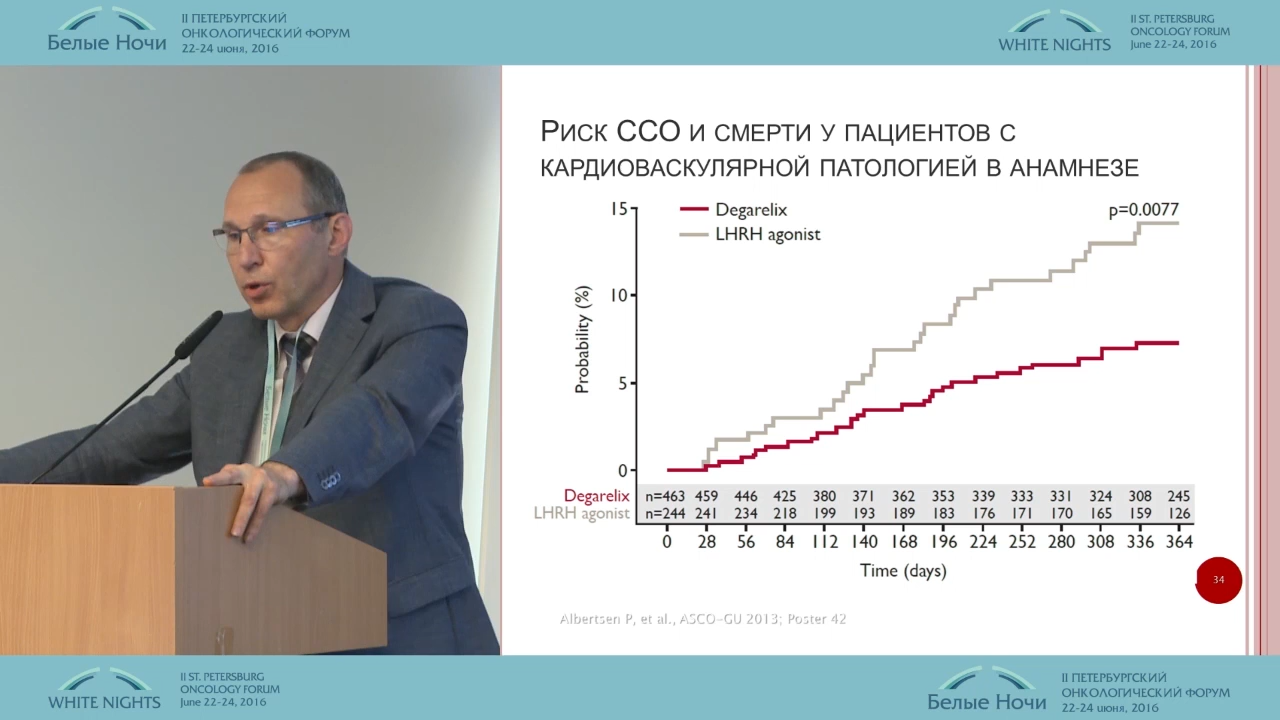 II ПЕТЕРБУРГСКИЙ
ОНКОЛОГИЧЕСКИЙ ФОРУМ
Белые Ночи
22-24 июня, 2016
II ST. PETERSBURG
ONCOLOGY FORUM
WHITE NIGHTS
June 22-24, 2016
Риск ССО и смерти у пациентов с
кардиоваскулярной патологией в анамнезе
Degarelix
LHRH agonist
p=0.0077
Probability (%)
15
10
5
0
Degarelix n=463 459 446 425 380 371 362 353 339 333 331 324 308 245
LHRH agonist n=244 241 234 218 199 193 189 183 176 171 170 165 159 126
0 28 56 84 112 140 168 196 224 252 280 308 336 364
Time (days)
34
Albertsen P, et al., ASCO-GU 2013; Poster 42
II ST. PETERSBURG
ONCOLOGY FORUM
WHITE NIGHTS
June 22-24, 2016
II ПЕТЕРБУРГСКИЙ
ОНКОЛОГИЧЕСКИЙ ФОРУМ
Белые Ночи
22-24 июня, 2016